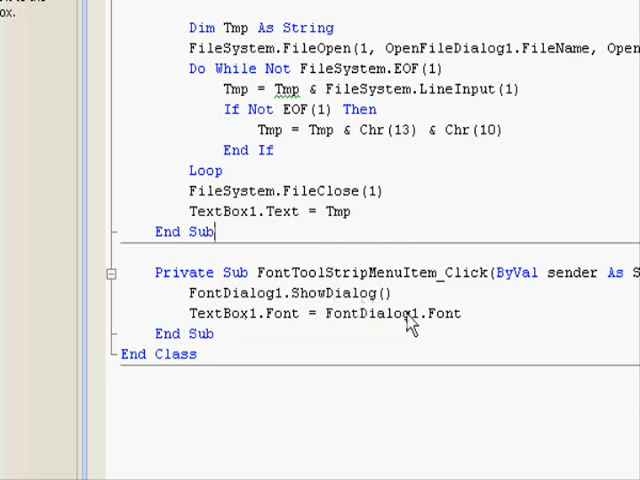 ox.
Dim Tmp As String
FileSystem.FileOpen(1, OpenFileDialog1.FileName, Open
Do While Not FileSystem.EOF(1)
Tmp = Tmp & FileSystem.LineInput(1)
If Not EOF(1) Then
Tmp = Tmp & Chr(13) & Chr(10)
End If
Loop
FileSystem.FileClose(1)
TextBox1.Text = Tmp
End Sub
Private Sub FontToolStripMenuItem_Click(ByVal sender As S
FontDialog1.ShowDialog()
TextBox1.Font = FontDialog1.Font
End Sub
End Class